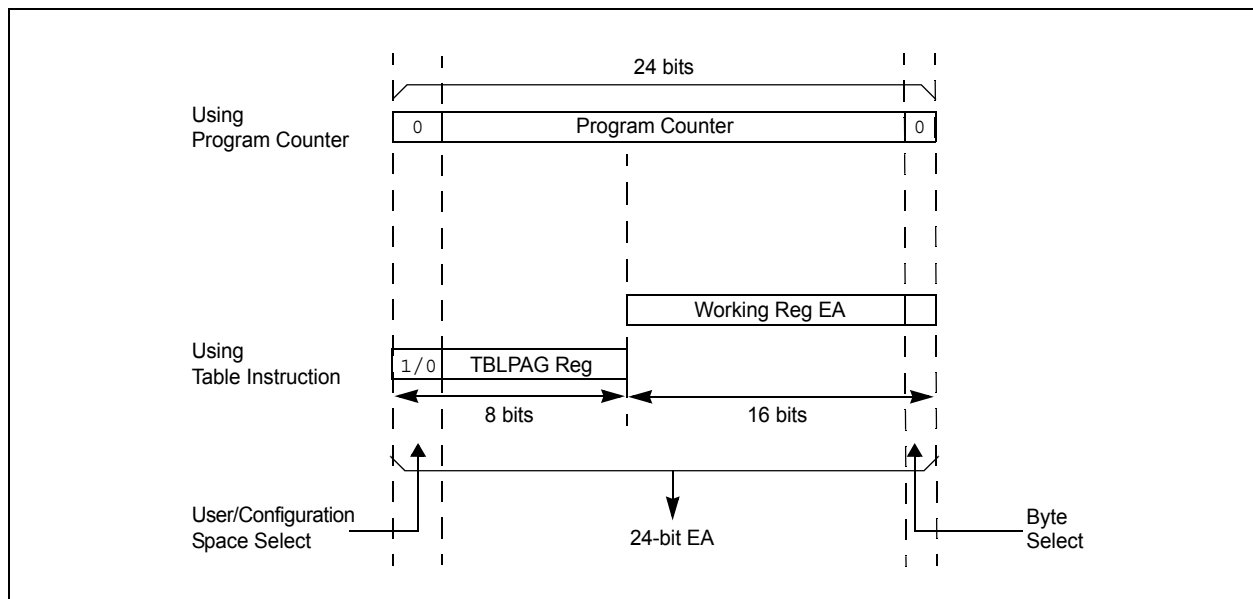 24 bits
Using
Program Counter
0
Program Counter
0
Working Reg EA
Using
Table Instruction
1/0
TBLPAG Reg
8 bits
16 bits
User/Configuration
Space Select
24-bit EA
Byte
Select